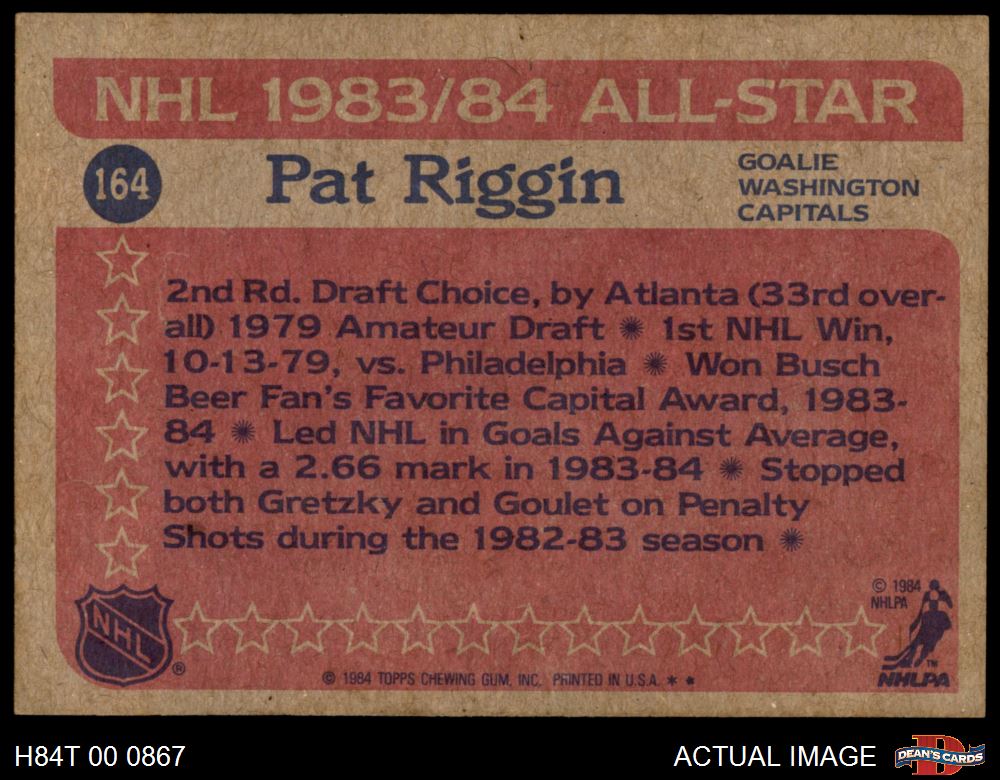 NHL 1983/84 ALL-STAR
164
Pat Riggin
GOALIE
WASHINGTON
CAPITALS
2nd Rd. Draft Choice, by Atlanta (33rd over-
all) 1979 Amateur Draft ✺ 1st NHL Win,
10-13-79, vs. Philadelphia ✺ Won Busch
Beer Fan's Favorite Capital Award, 1983-
84 ✺ Led NHL in Goals Against Average,
with a 2.66 mark in 1983-84 ✺ Stopped
both Gretzky and Goulet on Penalty
Shots during the 1982-83 season ✺
© 1984
NHLPA
NHL
®
TM
NHLPA
© 1984 TOPPS CHEWING GUM, INC. PRINTED IN U.S.A. * *
H84T 00 0867
ACTUAL IMAGE
D
DEAN'S CARDS